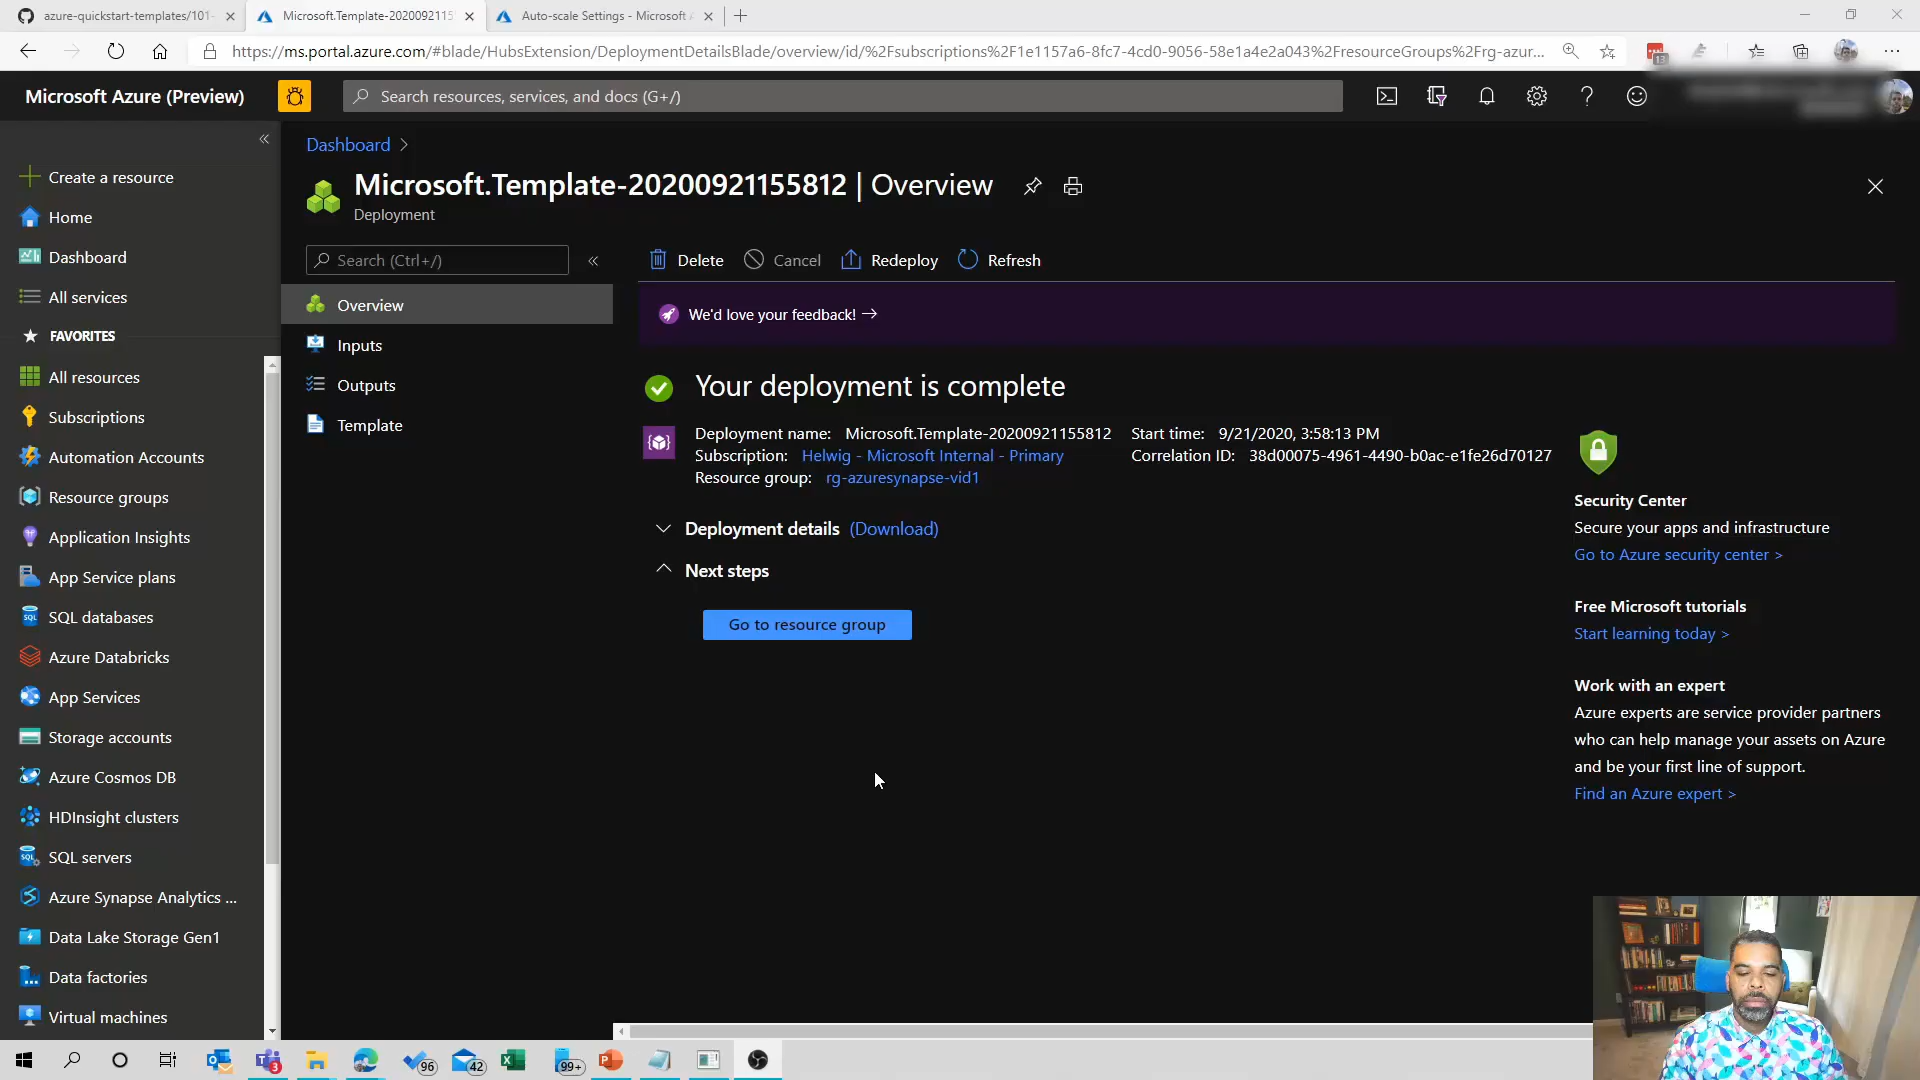 azure-quickstart-templates/101-
Microsoft.Template-2020092115
Auto-scale Settings - Microsoft A
https://ms.portal.azure.com/#blade/HubsExtension/DeploymentDetailsBlade/overview/id/%2Fsubscriptions%2F1e1157a6-8fc7-4cd0-9056-58e1a4e2a043%2FresourceGroups%2Frg-azur...
13
Microsoft Azure (Preview)
Search resources, services, and docs (G+/)
Create a resource
Home
Dashboard
All services
FAVORITES
All resources
Subscriptions
Automation Accounts
Resource groups
Application Insights
App Service plans
SQL databases
Azure Databricks
App Services
Storage accounts
Azure Cosmos DB
HDInsight clusters
SQL servers
Azure Synapse Analytics ...
Data Lake Storage Gen1
Data factories
Virtual machines
Dashboard
Microsoft.Template-20200921155812 | Overview
Deployment
Search (Ctrl+/)
Overview
Inputs
Outputs
Template
Delete
Cancel
Redeploy
Refresh
We'd love your feedback! →
Your deployment is complete
Deployment name: Microsoft.Template-20200921155812
Subscription: Helwig - Microsoft Internal - Primary
Resource group: rg-azuresynapse-vid1
Start time: 9/21/2020, 3:58:13 PM
Correlation ID: 38d00075-4961-4490-b0ac-e1fe26d70127
Deployment details (Download)
Next steps
Go to resource group
Security Center
Secure your apps and infrastructure
Go to Azure security center >
Free Microsoft tutorials
Start learning today >
Work with an expert
Azure experts are service provider partners
who can help manage your assets on Azure
and be your first line of support.
Find an Azure expert >
3
96
42
99+